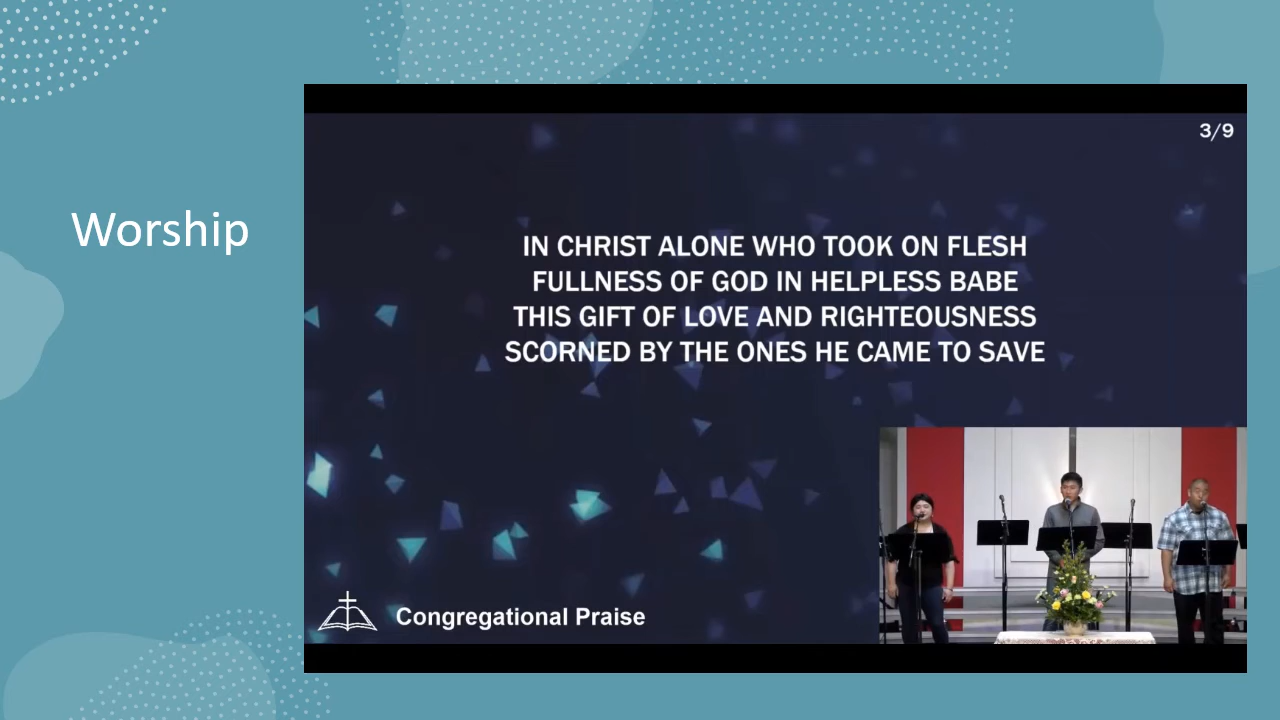 Worship
3/9
IN CHRIST ALONE WHO TOOK ON FLESH
FULLNESS OF GOD IN HELPLESS BABE
THIS GIFT OF LOVE AND RIGHTEOUSNESS
SCORNED BY THE ONES HE CAME TO SAVE
Congregational Praise